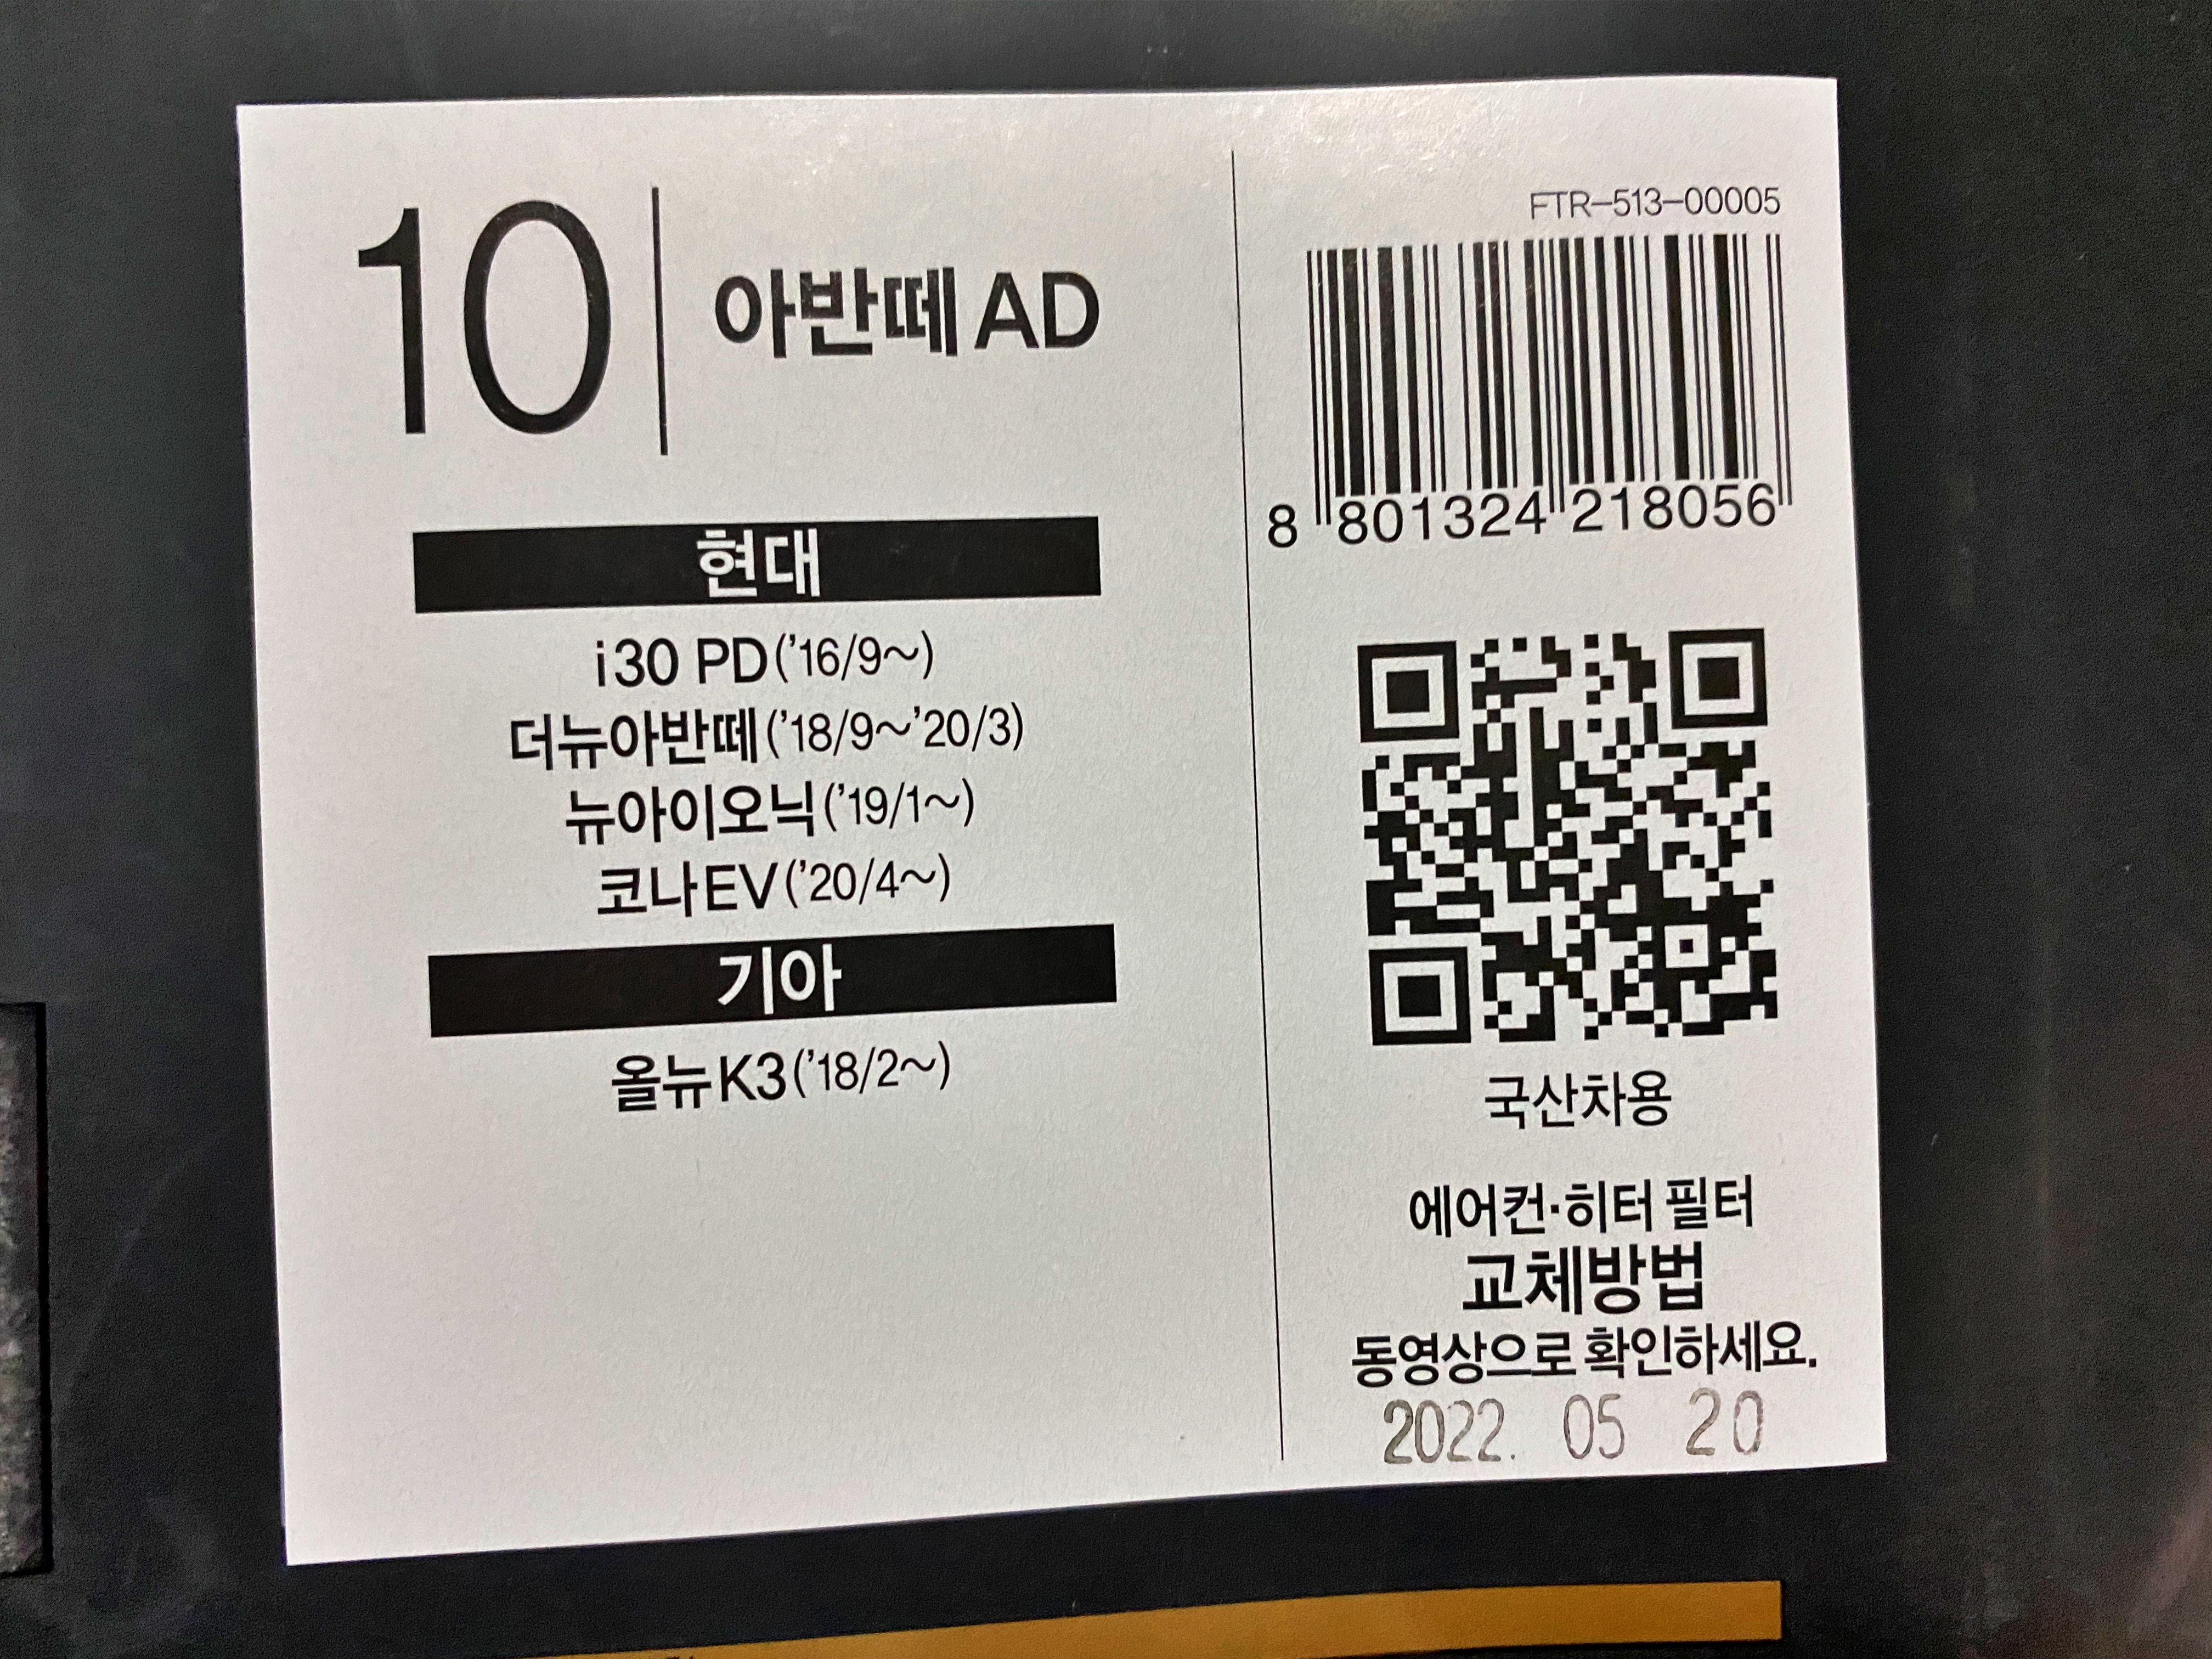 10 아반떼 AD
현대
i30 PD('16/9~)
더뉴아반떼('18/9~'20/3)
뉴아이오닉('19/1~)
코나EV('20/4~)
기아
올뉴K3('18/2~)
FTR-513-00005
8 801324 218056
국산차용
에어컨·히터 필터
교체방법
동영상으로 확인하세요.
2022. 05 20